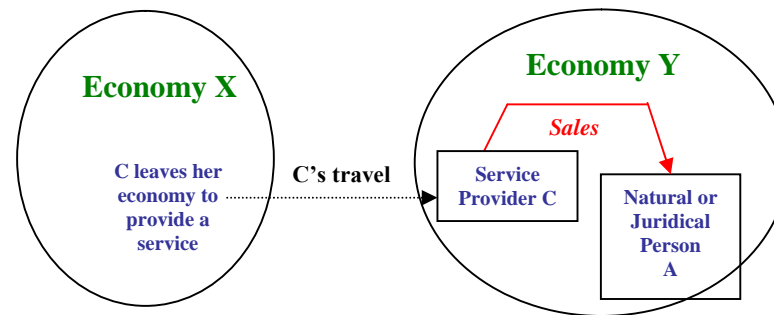 Economy X
C leaves her
economy to
provide a
service
C's travel
Economy Y
Sales
Service
Provider C
Natural or
Juridical
Person
A